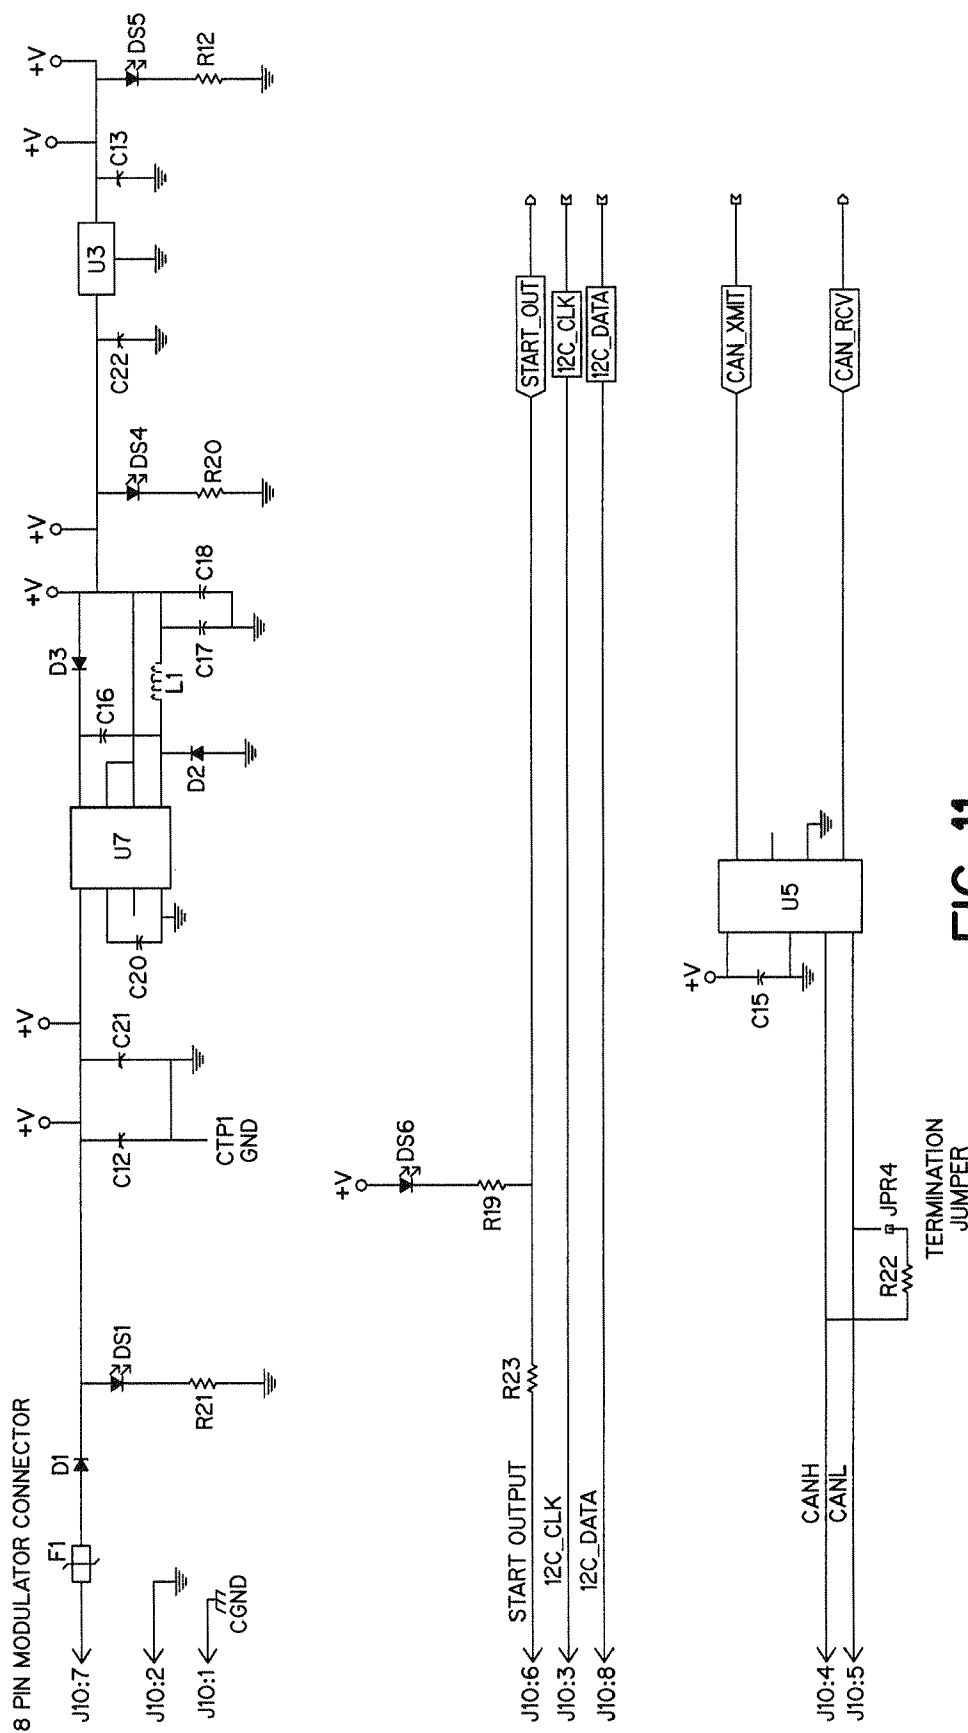 8 PIN MODULATOR CONNECTOR
J10:7
F1
D1
DS1
R21
J10:2
J10:1
CGND
+V
+V
C12
C21
CTP1
GND
C20
U7
C16
D3
D2
L1
C17
C18
+V
+V
DS4
R20
C22
U3
C13
+V
+V
DS5
R12
+V
DS6
R19
J10:6
START OUTPUT
R23
START_OUT
J10:3
12C_CLK
12C_CLK
J10:8
12C_DATA
12C_DATA
J10:4
CANH
J10:5
CANL
R22
JPR4
TERMINATION
JUMPER
+V
C15
U5
CAN_XMIT
CAN_RCV
FIG. 11